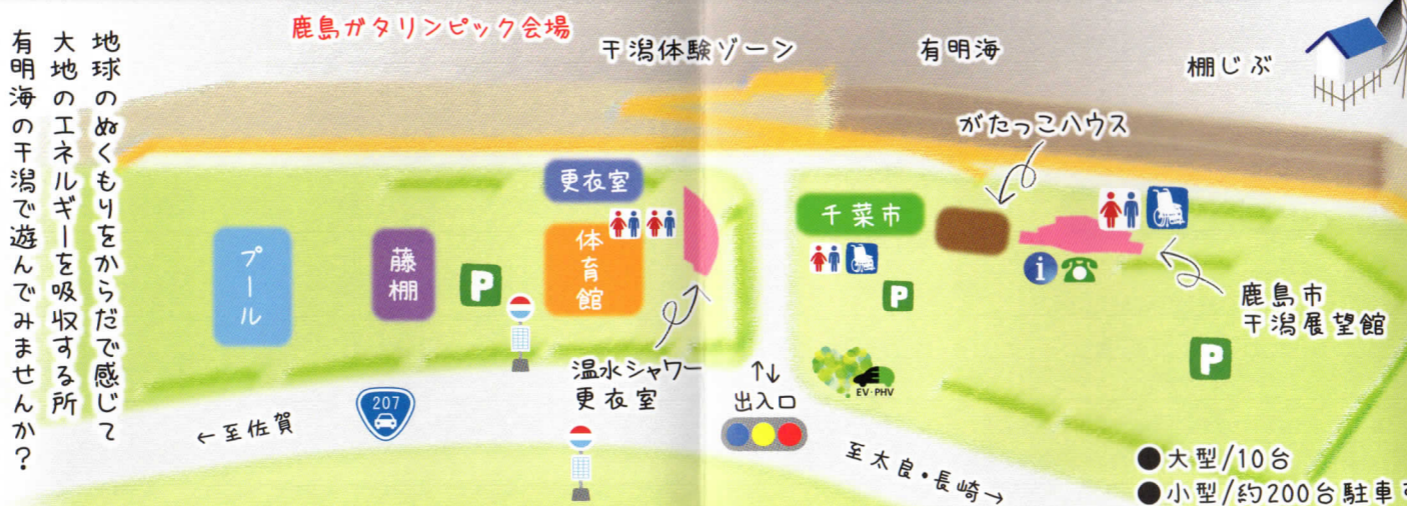 地球のぬくもりをからだで感じて
大地のエネルギーを吸収する所
有明海の干潟で遊んでみませんか？
鹿島ガタリンピック会場
干潟体験ゾーン
有明海
棚じぶ
がたっこハウス
更衣室
千菜市
プール
藤棚
P
体育館
P
i
鹿島市
干潟展望館
P
温水シャワー
更衣室
EV・PHV
↑↓
出入口
207
←至佐賀
至太良・長崎→
●大型/10台
●小型/約200台駐車